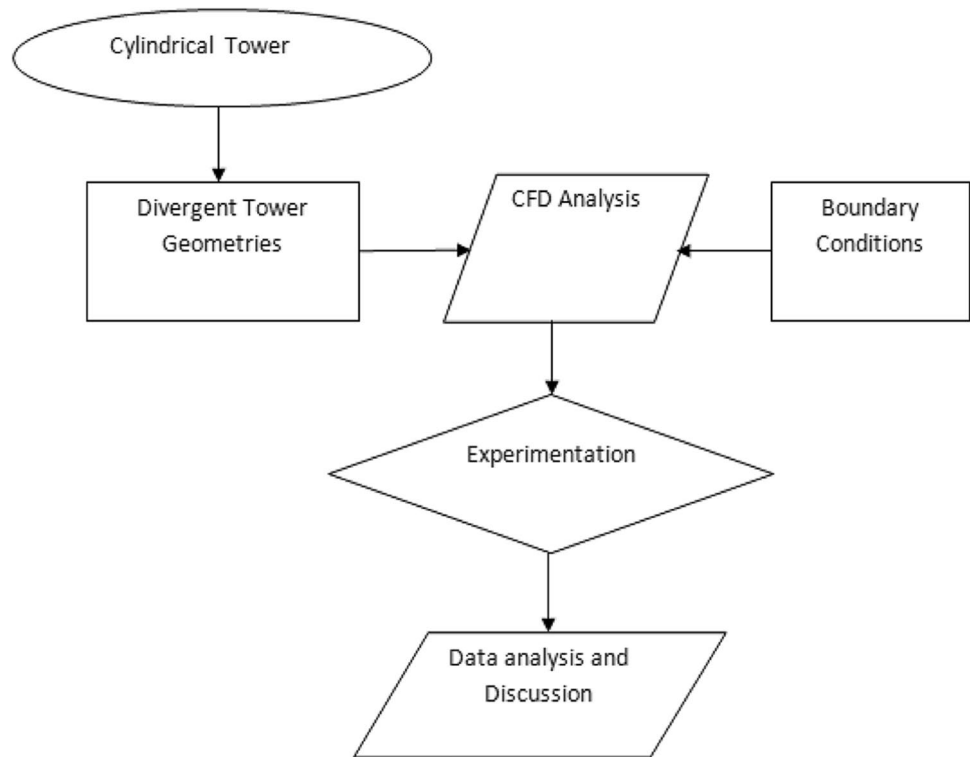 Cylindrical Tower
Divergent Tower
Geometries
CFD Analysis
Boundary
Conditions
Experimentation
Data analysis and
Discussion